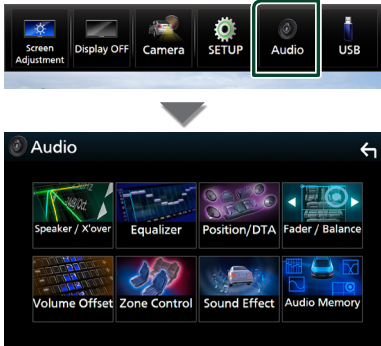 Screen Adjustment
Display OFF
Camera
SETUP
Audio
USB
Audio
Speaker / X'over
Equalizer
Position/DTA
Fader / Balance
Volume Offset
Zone Control
Sound Effect
Audio Memory